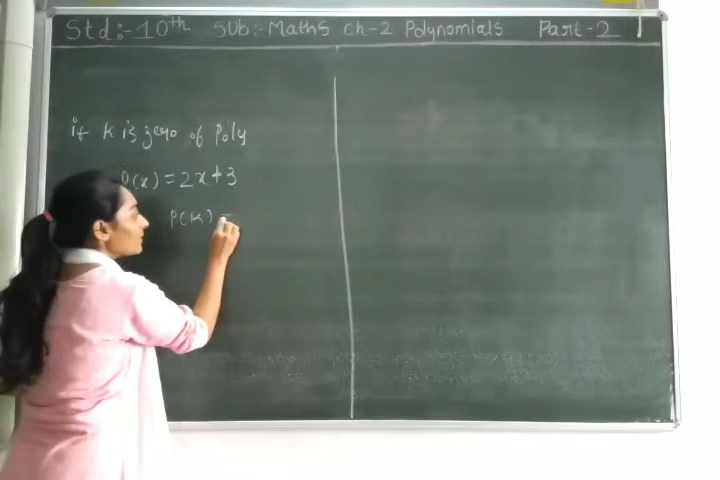 Std:-10th Sub:-Maths Ch-2 Polynomials Part-2
if k is zero of Poly
P(x) = 2x+3
P(k) =